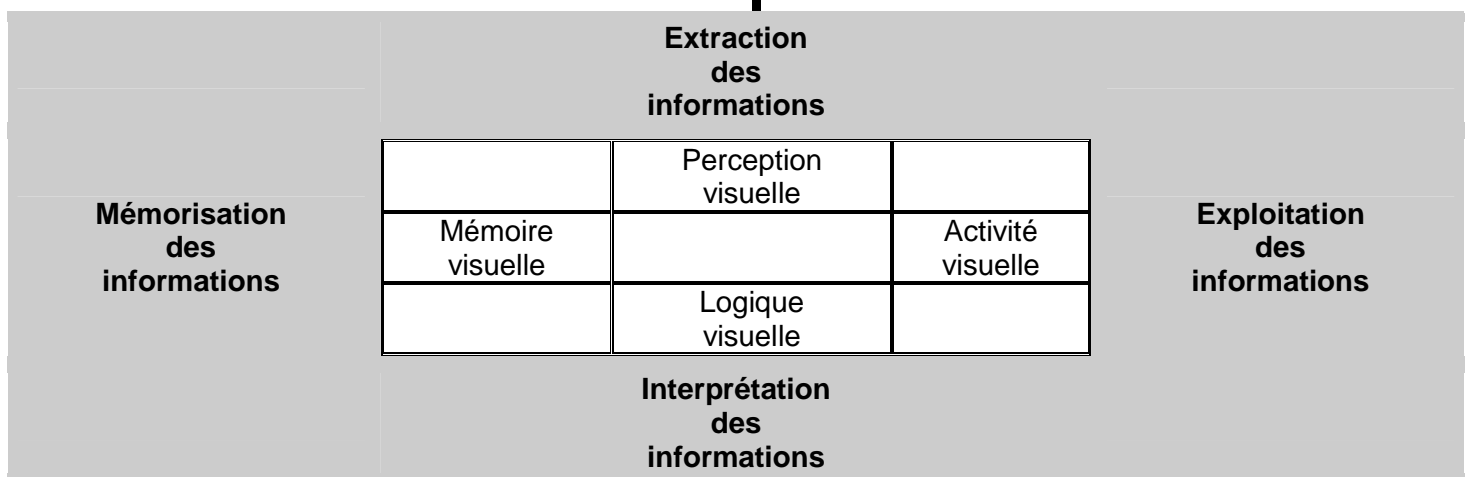 Extraction
des
informations
Perception
visuelle
Mémorisation
des
informations
Mémoire
visuelle
Activité
visuelle
Exploitation
des
informations
Logique
visuelle
Interprétation
des
informations